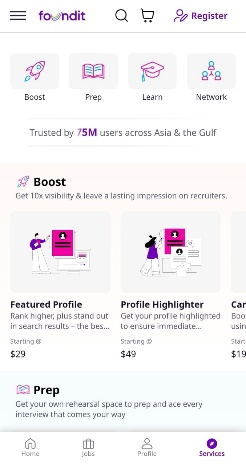 foundit
Register
Boost
Prep
Learn
Network
Trusted by 75M users across Asia & the Gulf
Boost
Get 10x visibility & leave a lasting impression on recruiters.
Featured Profile
Rank higher, plus stand out
in search results – the bes...
Starting @
$29
Profile Highlighter
Get your profile highlighted
to ensure immediate...
Starting @
$49
Car
Boo
usin
Start
$19
Prep
Get your own rehearsal space to prep and ace every
interview that comes your way
Home
Jobs
Profile
Services